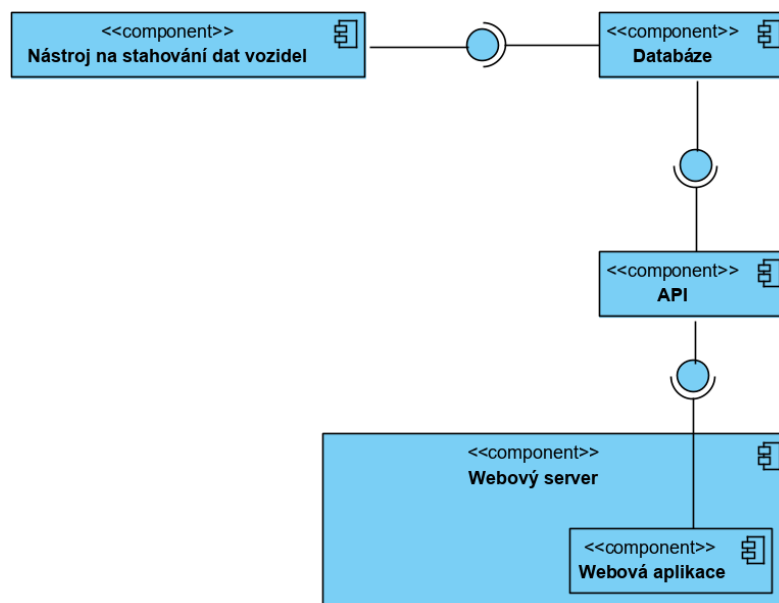 <<component>>
Nástroj na stahování dat vozidel
<<component>>
Databáze
<<component>>
API
<<component>>
Webový server
<<component>>
Webová aplikace